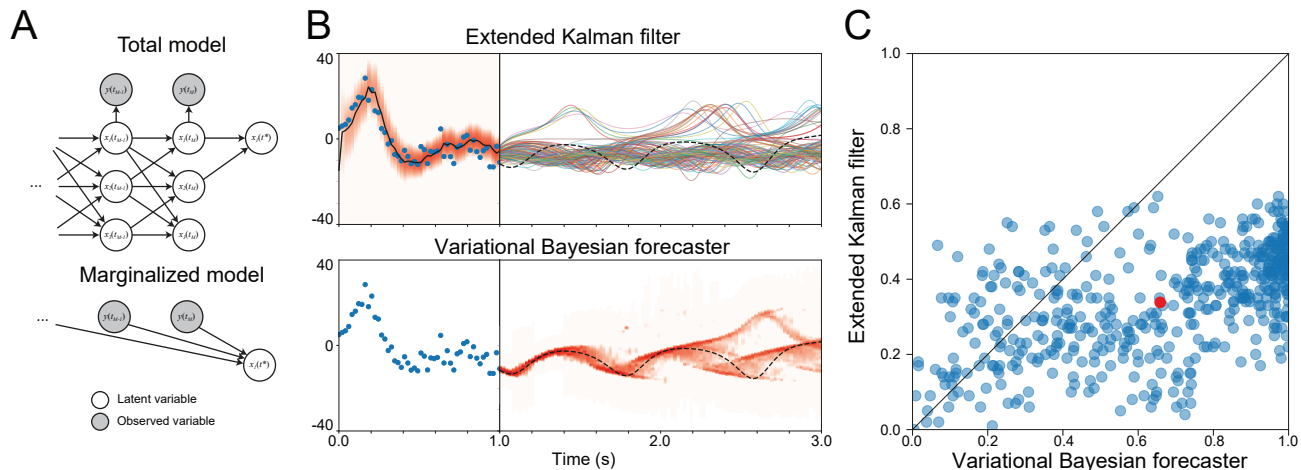 A
Total model
y(t_{M-1})
y(t_M)
x_1(t_{M-1})
x_1(t_M)
x_1(t*)
...
x_2(t_{M-1})
x_2(t_M)
x_3(t_{M-1})
x_3(t_M)
Marginalized model
...
y(t_{M-1})
y(t_M)
x_1(t*)
Latent variable
Observed variable
B
Extended Kalman filter
40
0
-40
Variational Bayesian forecaster
40
0
-40
0.0
1.0
2.0
3.0
Time (s)
C
1.0
0.8
0.6
0.4
0.2
0.0
Extended Kalman filter
0.0
0.2
0.4
0.6
0.8
1.0
Variational Bayesian forecaster